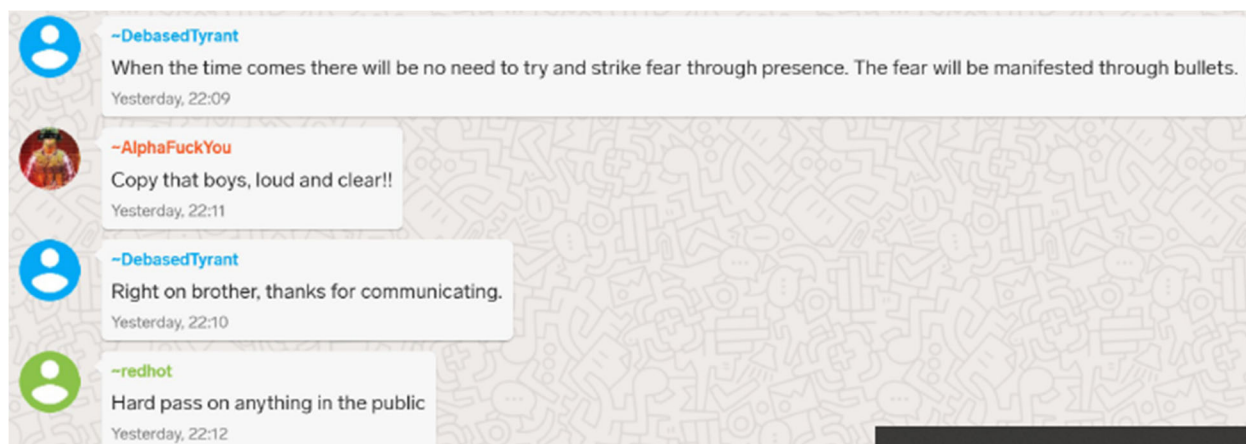 ~DebasedTyrant
When the time comes there will be no need to try and strike fear through presence. The fear will be manifested through bullets.
Yesterday, 22:09
~AlphaFuckYou
Copy that boys, loud and clear!!
Yesterday, 22:11
~DebasedTyrant
Right on brother, thanks for communicating.
Yesterday, 22:10
~redhot
Hard pass on anything in the public
Yesterday, 22:12